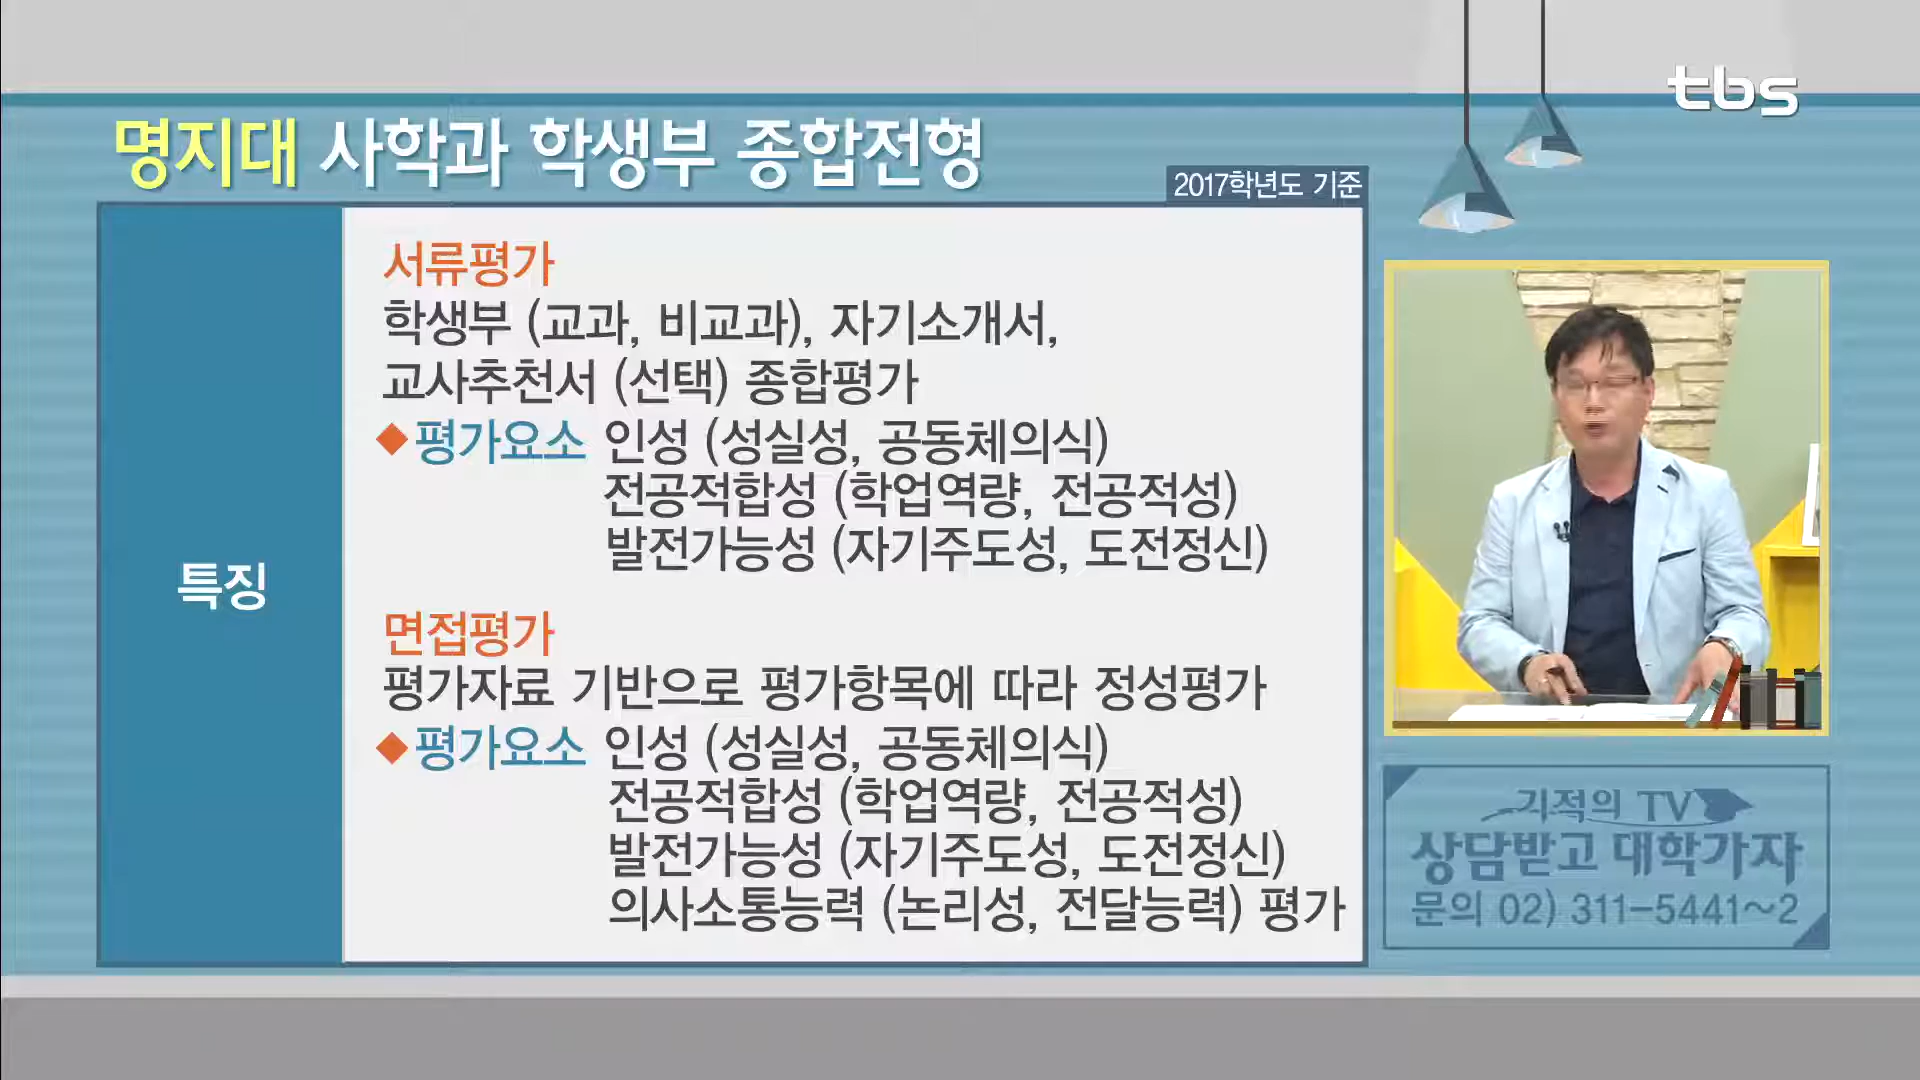 tbs
명지대 사학과 학생부 종합전형
2017학년도 기준
특징
서류평가
학생부 (교과, 비교과), 자기소개서,
교사추천서 (선택) 종합평가
◆평가요소 인성 (성실성, 공동체의식)
전공적합성 (학업역량, 전공적성)
발전가능성 (자기주도성, 도전정신)
면접평가
평가자료 기반으로 평가항목에 따라 정성평가
◆평가요소 인성 (성실성, 공동체의식)
전공적합성 (학업역량, 전공적성)
발전가능성 (자기주도성, 도전정신)
의사소통능력 (논리성, 전달능력) 평가
기적의 TV
상담받고 대학가자
문의 02) 311-5441~2